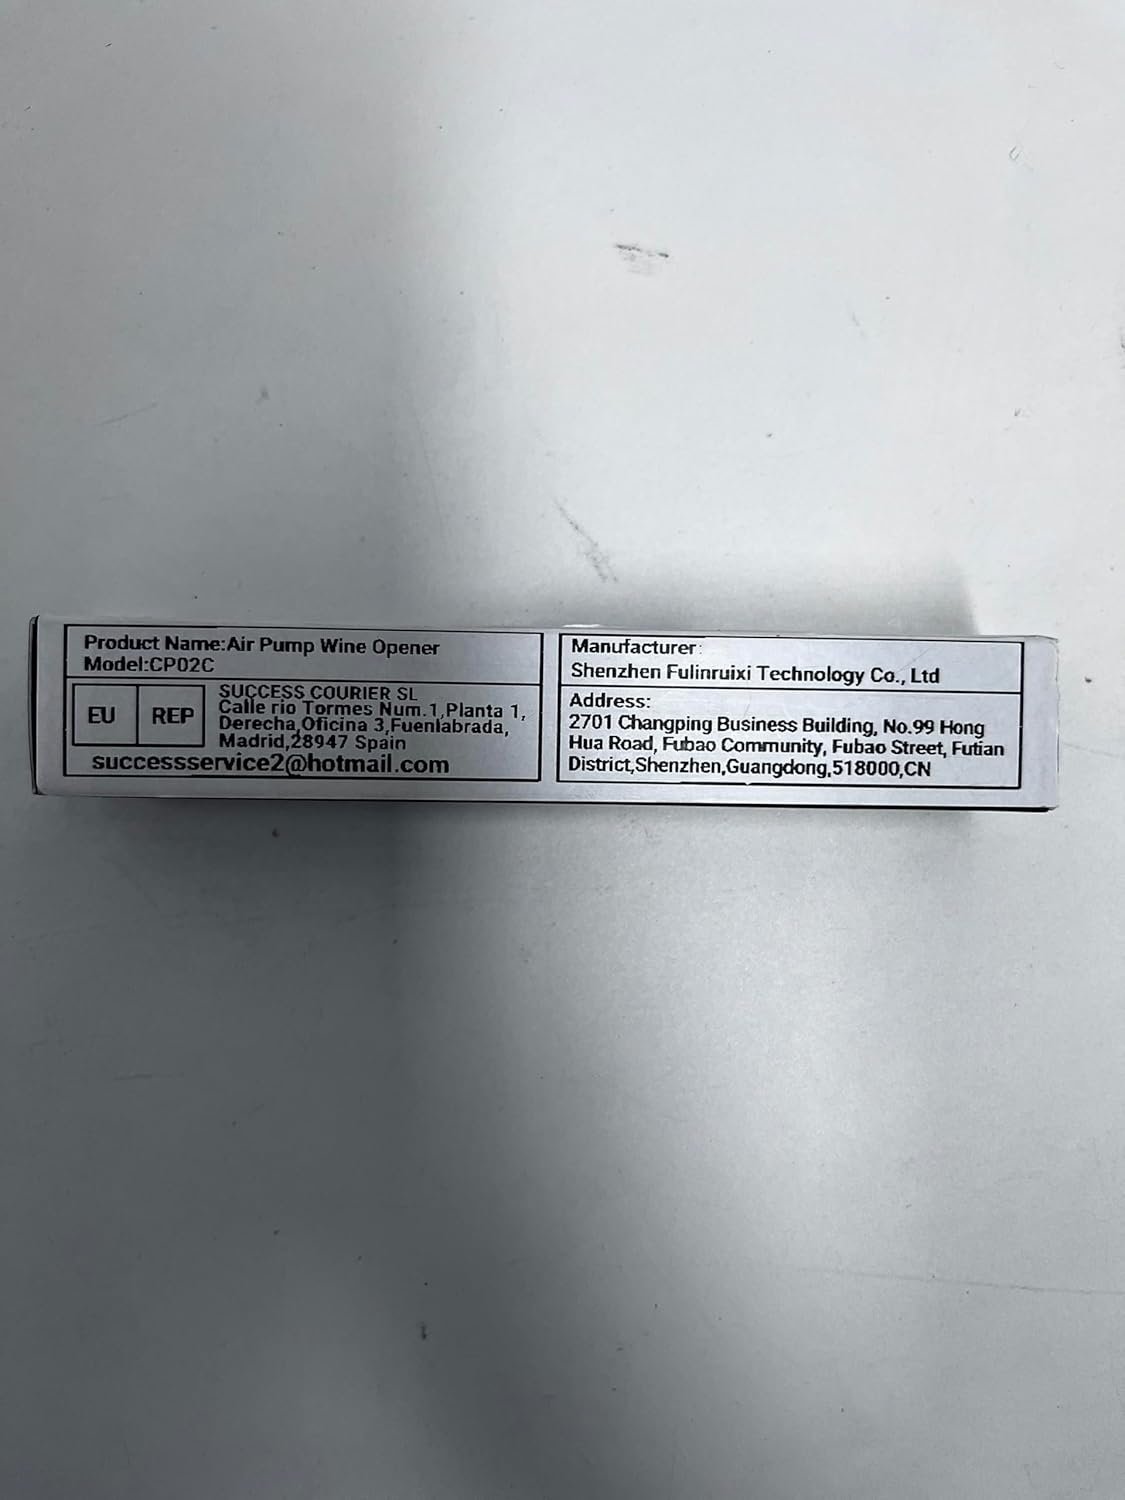 Product Name:Air Pump Wine Opener
Model:CP02C
EU REP
SUCCESS COURIER SL
Calle rio Tormes Num.1,Planta 1,
Derecha,Oficina 3,Fuenlabrada,
Madrid,28947 Spain
successservice2@hotmail.com
Manufacturer:
Shenzhen Fulinruixi Technology Co., Ltd
Address:
2701 Changping Business Building, No.99 Hong
Hua Road, Fubao Community, Fubao Street, Futian
District,Shenzhen,Guangdong,518000,CN